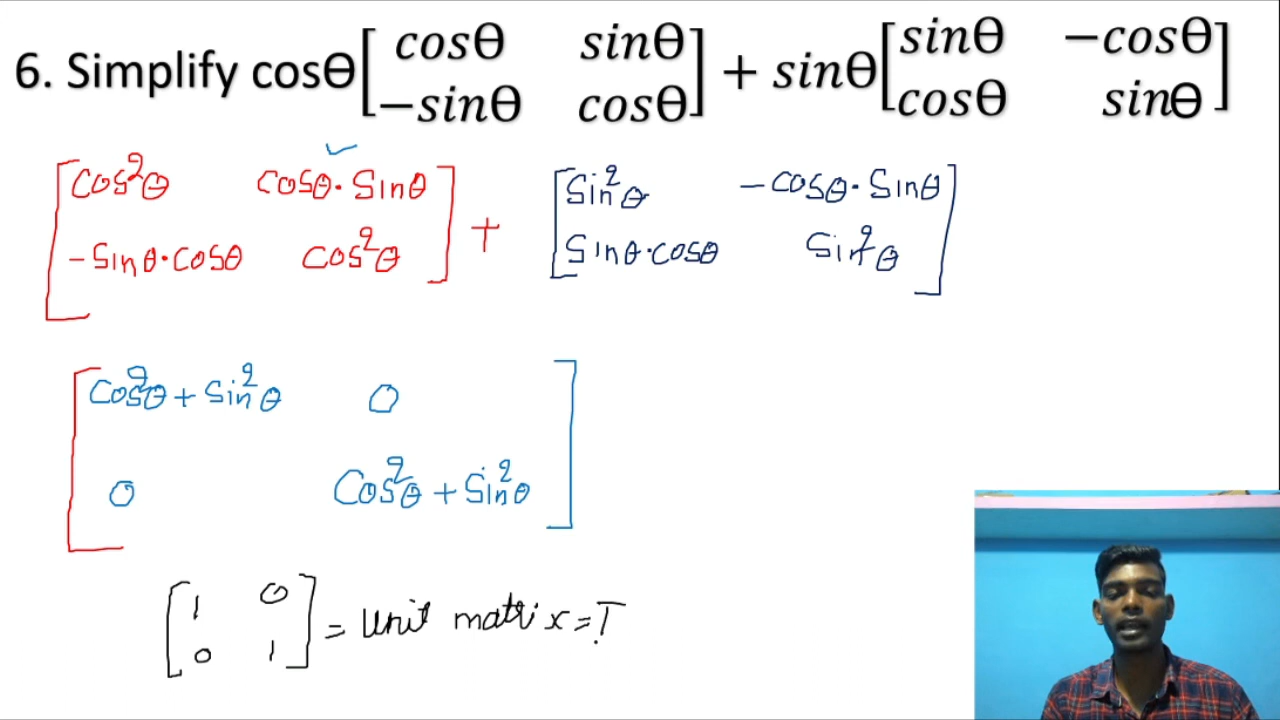 6. Simplify cosθ[cosθ sinθ] + sinθ[sinθ −cosθ]
[−sinθ cosθ] [cosθ sinθ]
[cos²θ cosθ·sinθ] + [sin²θ −cosθ·sinθ]
[−sinθ·cosθ cos²θ] [sinθ·cosθ sin²θ]
[cos²θ + sin²θ 0]
[0 cos²θ + sin²θ]
[1 0] = unit matrix = I
[0 1]